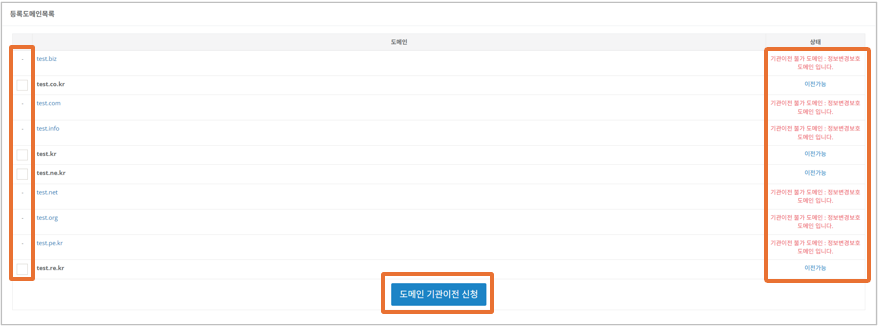 등록도메인목록
도메인 상태
- test.biz 기관이전 불가 도메인 : 정보변경보호
도메인 입니다.
test.co.kr 이전가능
- test.com 기관이전 불가 도메인 : 정보변경보호
도메인 입니다.
- test.info 기관이전 불가 도메인 : 정보변경보호
도메인 입니다.
test.kr 이전가능
test.ne.kr 이전가능
- test.net 기관이전 불가 도메인 : 정보변경보호
도메인 입니다.
- test.org 기관이전 불가 도메인 : 정보변경보호
도메인 입니다.
- test.pe.kr 기관이전 불가 도메인 : 정보변경보호
도메인 입니다.
test.re.kr 이전가능
도메인 기관이전 신청